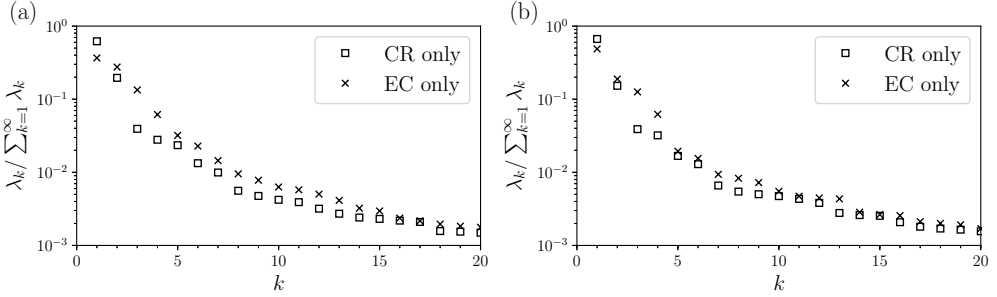 (a)
10^0
10^{-1}
10^{-2}
10^{-3}
λ_k / ∑_{k=1}^∞ λ_k
CR only
EC only
0 5 10 15 20
k
(b)
10^0
10^{-1}
10^{-2}
10^{-3}
λ_k / ∑_{k=1}^∞ λ_k
CR only
EC only
0 5 10 15 20
k